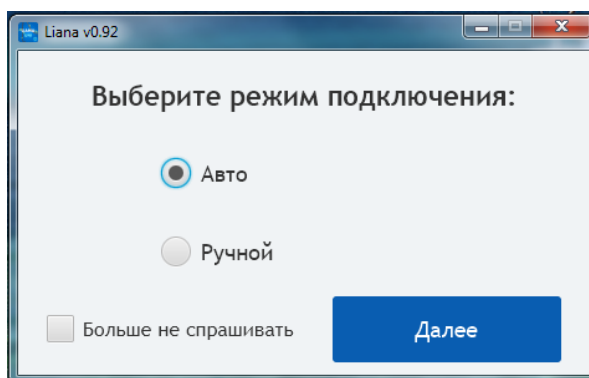 Liana v0.92
Выберите режим подключения:
Авто
Ручной
Больше не спрашивать
Далее